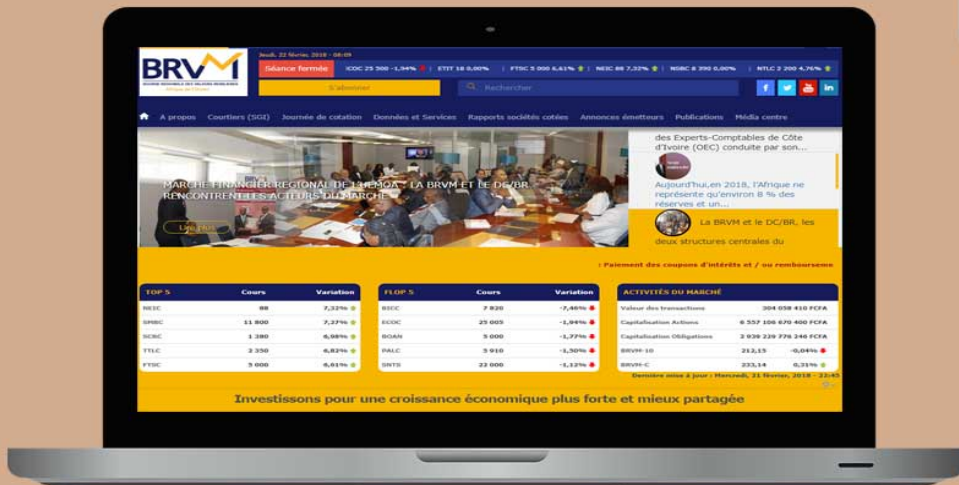 BRVM
BOURSE REGIONALE DES VALEURS MOBILIERES
Afrique de l'Ouest
Jeudi, 22 février, 2018 - 08:09
Séance fermée
25 500 -1,94% | ETIT 18 0,00% | FTSC 5 000 6,61% | NEIC 88 7,32% | NSBC 8 390 0,00% | NTLC 2 200 4,76%
S'abonner
Rechercher
A propos Courtiers (SGI) Journée de cotation Données et Services Rapports sociétés cotées Annonces émetteurs Publications Média centre
MARCHE FINANCIER REGIONAL DE L'UEMOA : LA BRVM ET LE DC/BR
RENCONTRENT LES ACTEURS DU MARCHE
Lire plus
des Experts-Comptables de Côte
d'Ivoire (OEC) conduite par son...
Aujourd'hui,en 2018, l'Afrique ne
représente qu'environ 8 % des
réserves et un...
La BRVM et le DC/BR, les
deux structures centrales du
: Paiement des coupons d'intérêts et / ou rembourseme
TOP 5 Cours Variation
NEIC 88 7,32%
SMBC 11 800 7,27%
SCRC 1 380 6,98%
TTLC 2 350 6,82%
FTSC 5 000 6,61%
FLOP 5 Cours Variation
BICC 7 820 -7,46%
ECOC 25 005 -1,94%
BOAN 5 000 -1,77%
PALC 5 910 -1,50%
SNTS 22 000 -1,12%
ACTIVITÉS DU MARCHÉ
Valeur des transactions 304 058 410 FCFA
Capitalisation Actions 6 557 106 670 400 FCFA
Capitalisation Obligations 2 938 229 776 246 FCFA
BRVM-10 212,15 -0,04%
BRVM-C 233,14 0,31%
Dernière mise à jour : Mercredi, 21 février, 2018 - 22:45
Investissons pour une croissance économique plus forte et mieux partagée